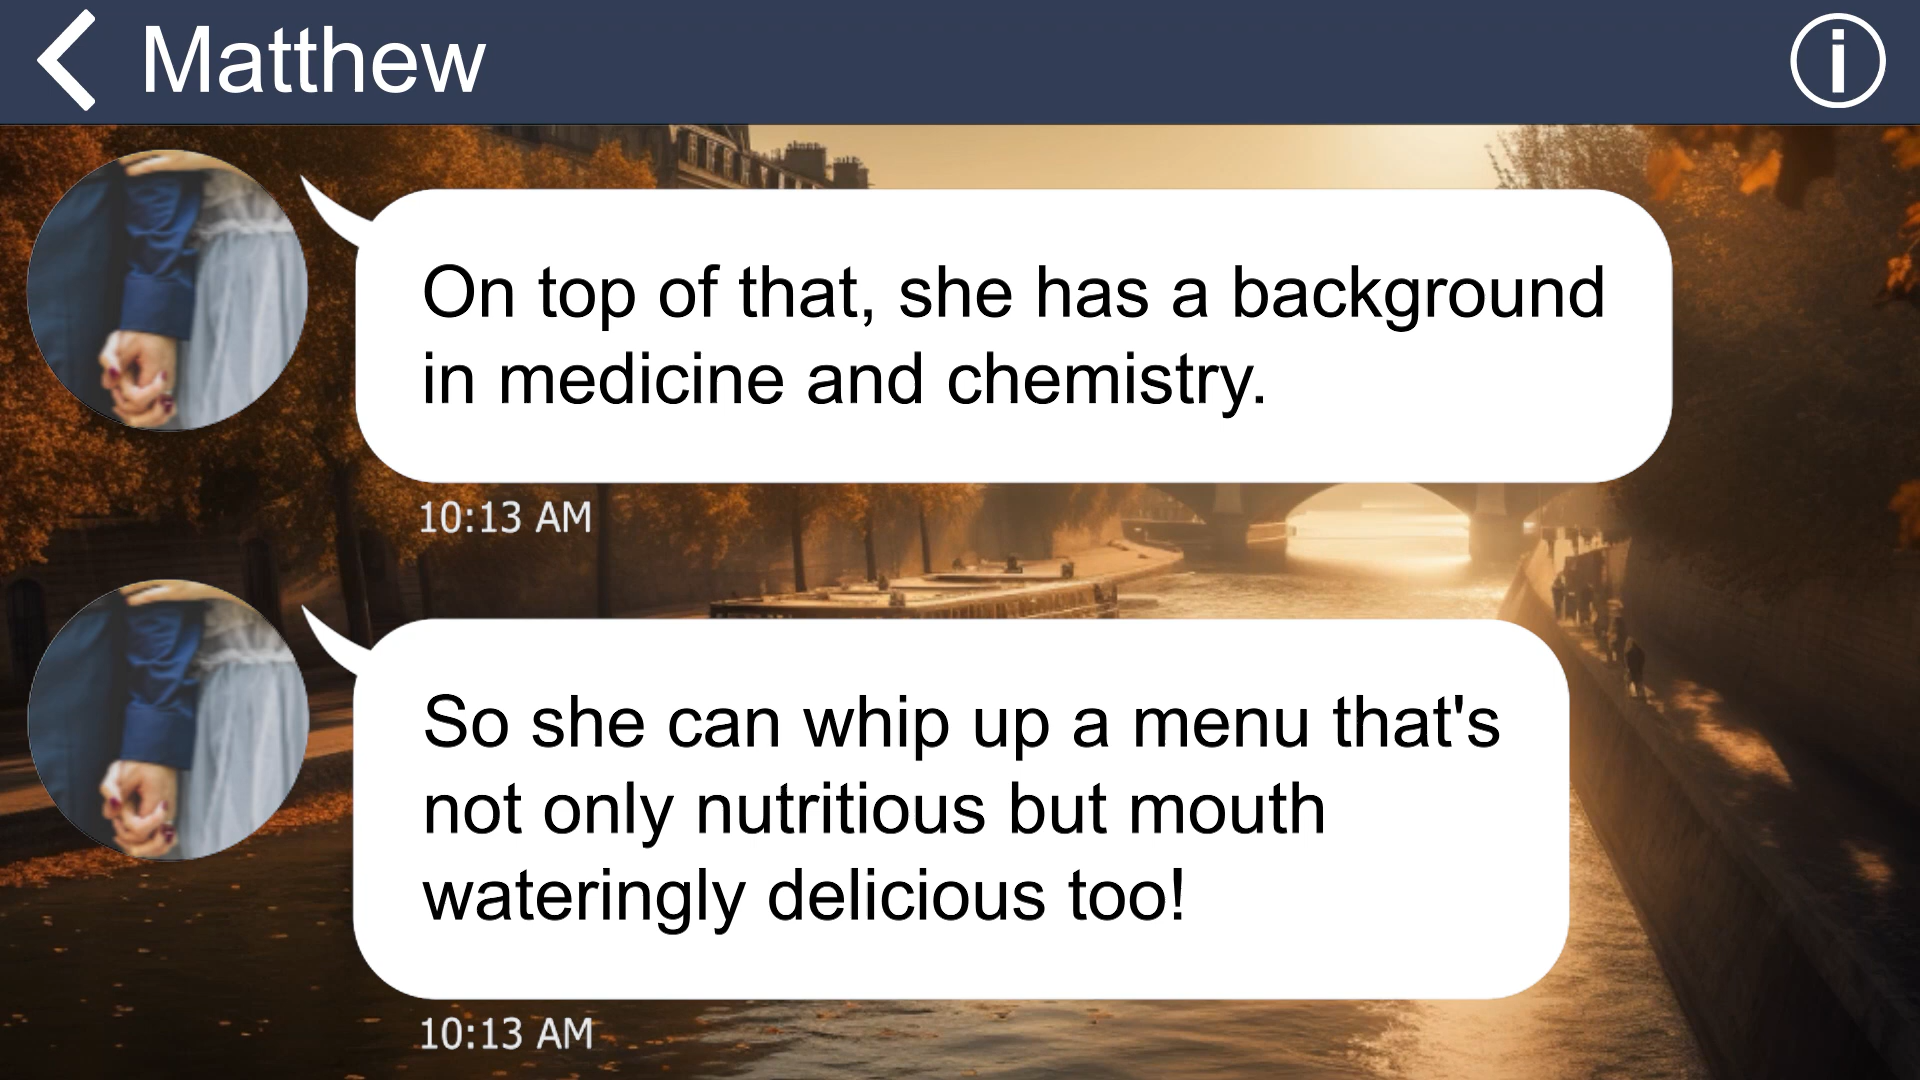 Matthew
On top of that, she has a background
in medicine and chemistry.
10:13 AM
So she can whip up a menu that's
not only nutritious but mouth
wateringly delicious too!
10:13 AM